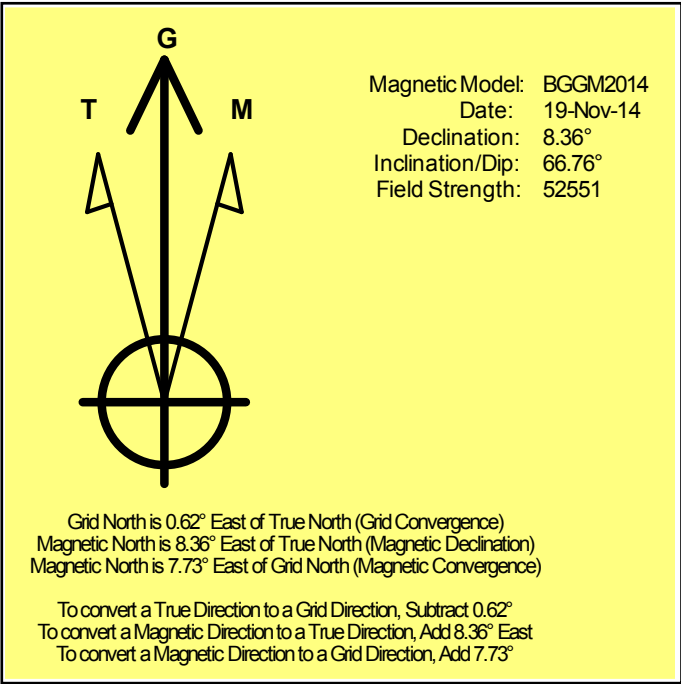 G
T M
Magnetic Model: BGGM2014
Date: 19-Nov-14
Declination: 8.36°
Inclination/Dip: 66.76°
Field Strength: 52551
Grid North is 0.62° East of True North (Grid Convergence)
Magnetic North is 8.36° East of True North (Magnetic Declination)
Magnetic North is 7.73° East of Grid North (Magnetic Convergence)
To convert a True Direction to a Grid Direction, Subtract 0.62°
To convert a Magnetic Direction to a True Direction, Add 8.36° East
To convert a Magnetic Direction to a Grid Direction, Add 7.73°